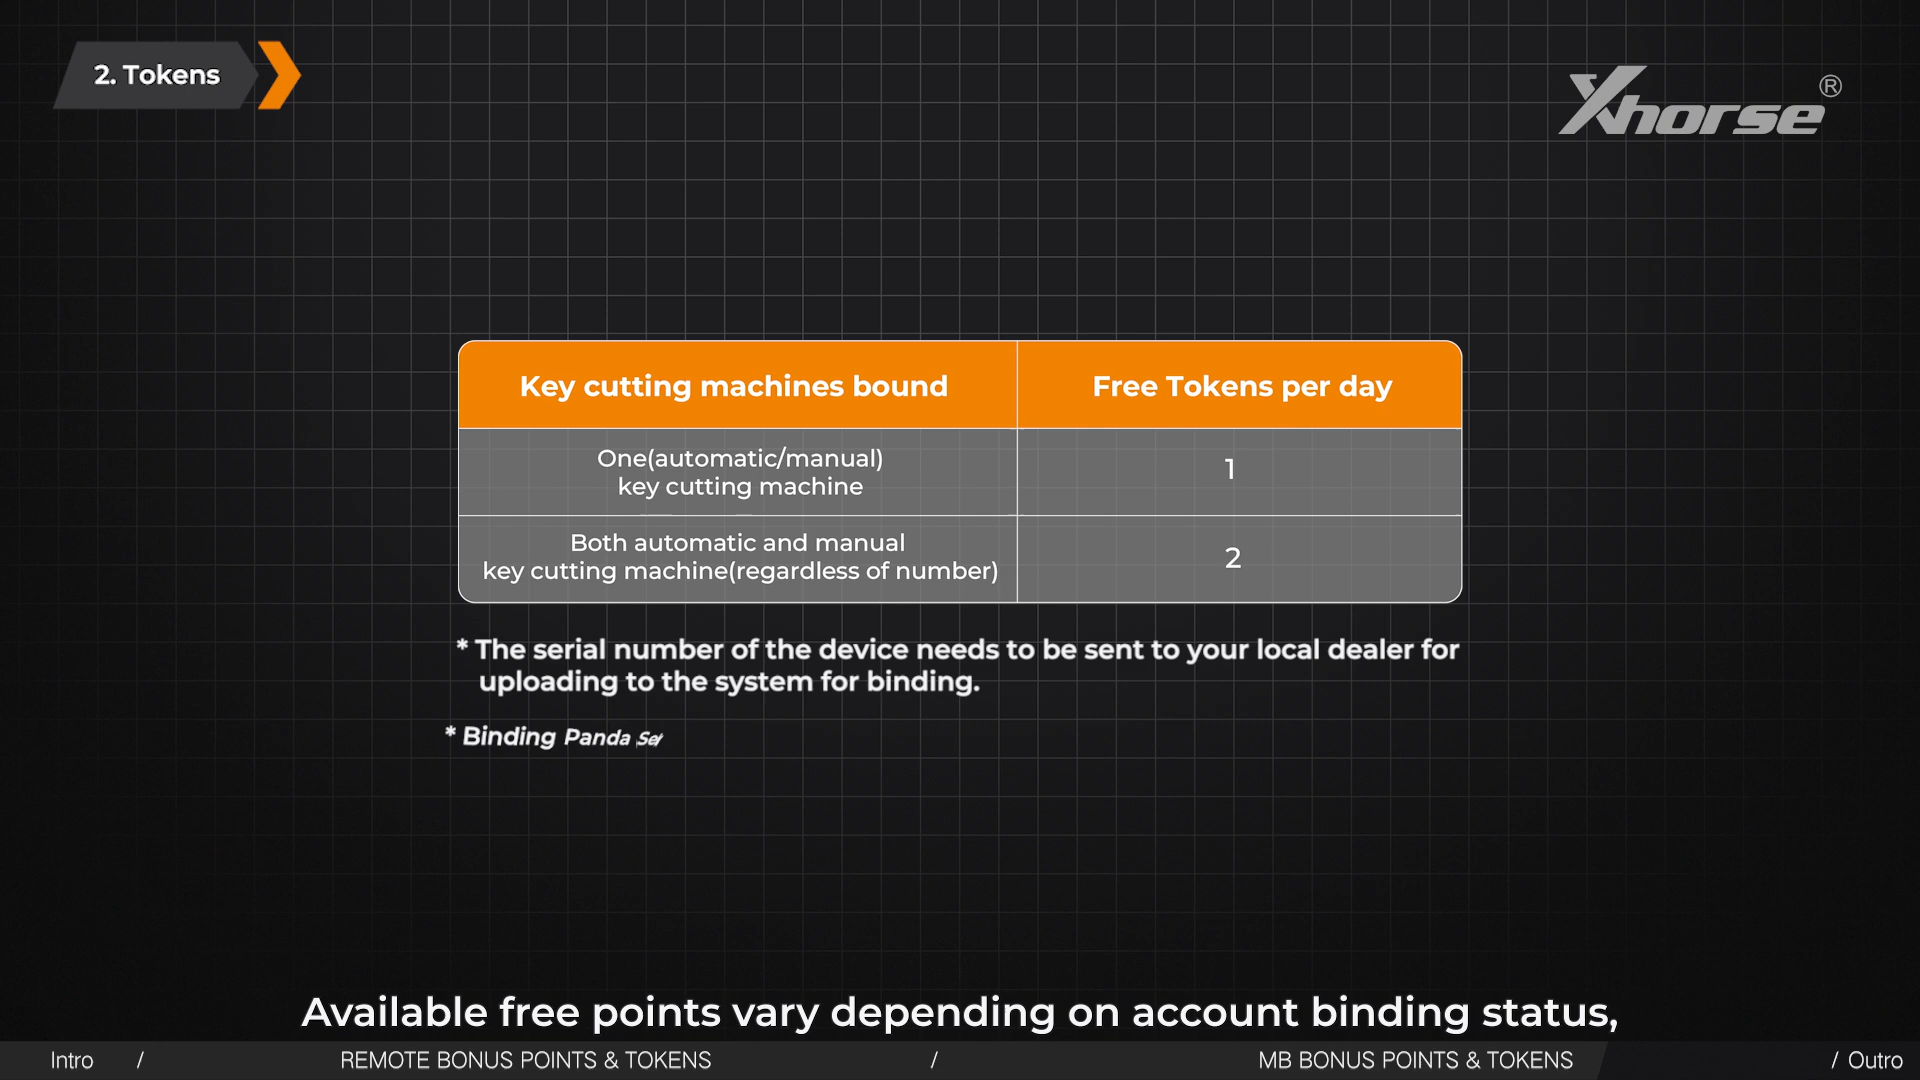 2. Tokens
Xhorse®
Key cutting machines bound
Free Tokens per day
One(automatic/manual)
key cutting machine
1
Both automatic and manual
key cutting machine(regardless of number)
2
* The serial number of the device needs to be sent to your local dealer for
uploading to the system for binding.
* Binding Panda
Available free points vary depending on account binding status,
Intro / REMOTE BONUS POINTS & TOKENS / MB BONUS POINTS & TOKENS / Outro